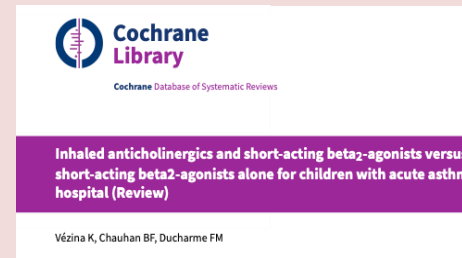 Cochrane
Library
Cochrane Database of Systematic Reviews
Inhaled anticholinergics and short-acting beta₂-agonists versus
short-acting beta2-agonists alone for children with acute asthm
hospital (Review)
Vézina K, Chauhan BF, Ducharme FM